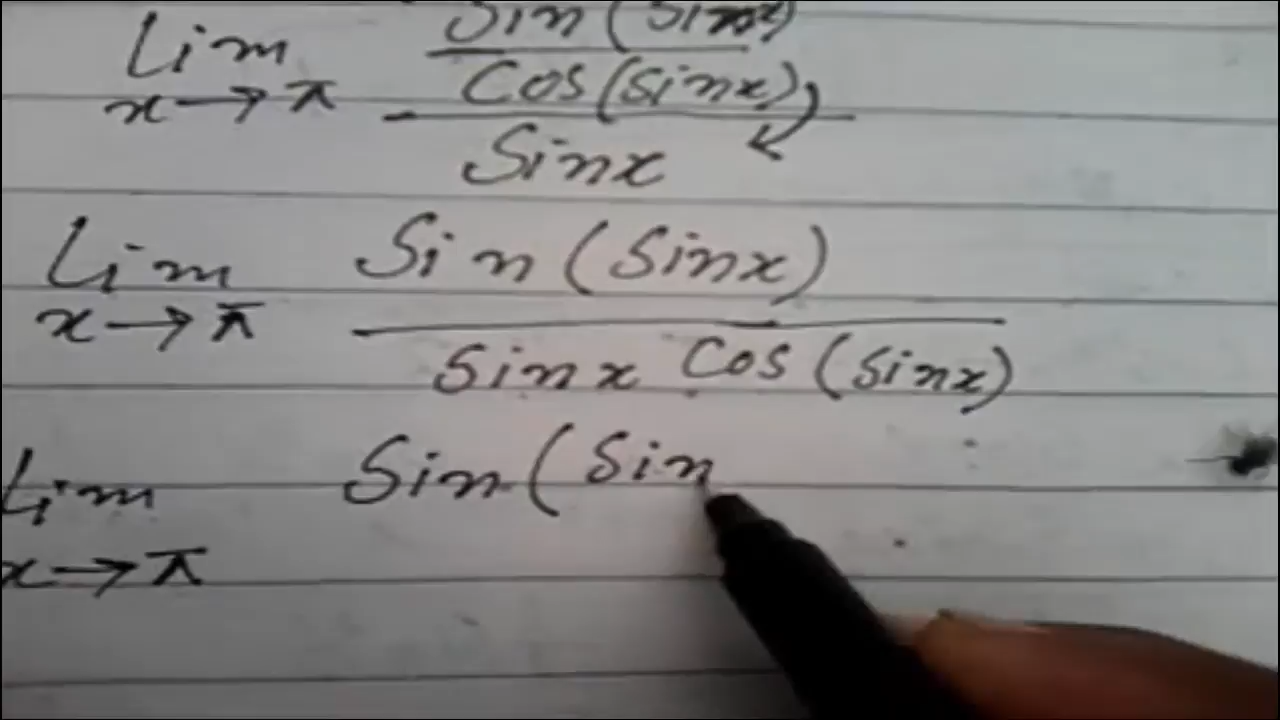 Lim Sin (Sinx)
x → π Cos (Sinx)
Sinx
Lim Sin (Sinx)
x → π Sinx Cos (Sinx)
Lim Sin (Sin
x → π